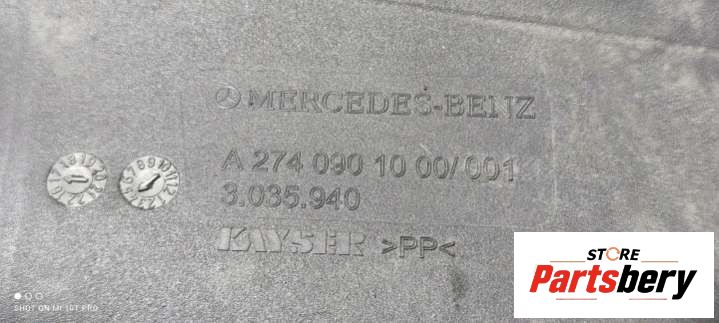 MERCEDES-BENZ
A 274 090 10 00/ 001
3.035.940
KAYSER >PP<
STORE
Partsbery
SHOT ON MI 10T PRO